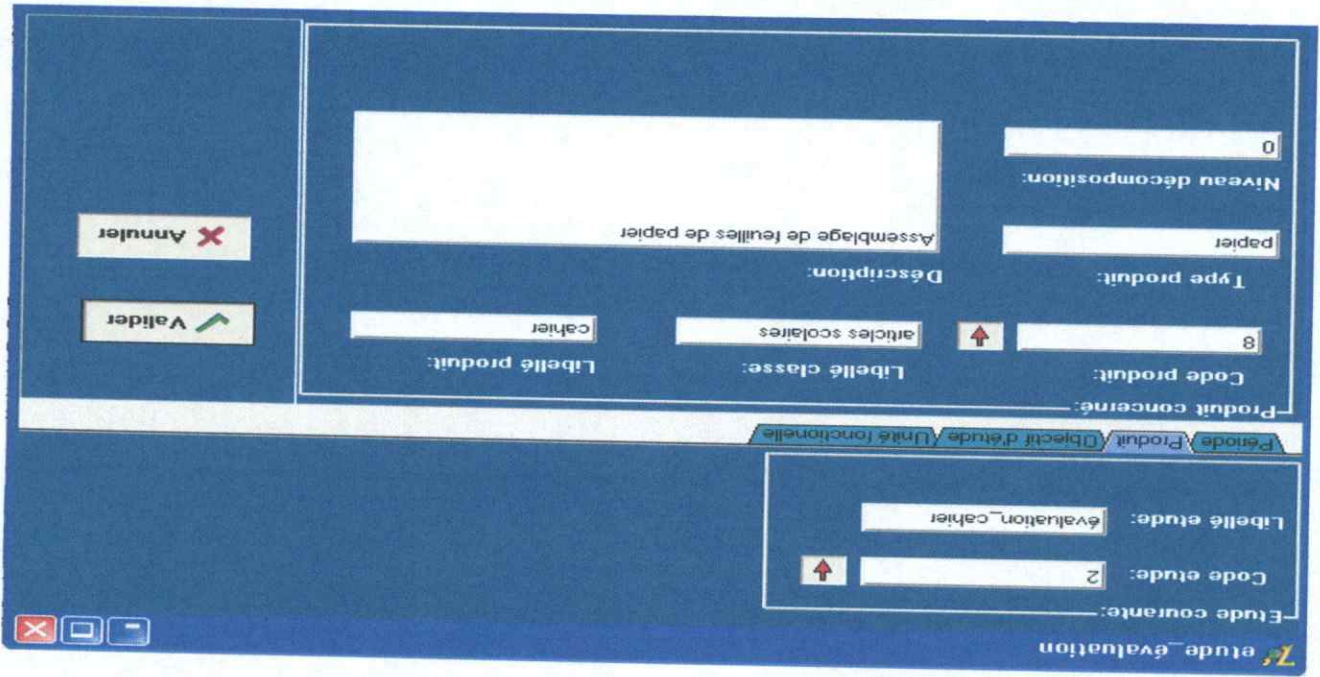 etude_évaluation
Etude courante:
Code etude: 2
Libellé etude: évaluation_cahier
Période Produit Objectif d'étude Unité fonctionelle
Produit concerné:
Code produit: Libellé classe: Libellé produit:
8 articles scolaires cahier
Type produit: Déscription:
papier Assemblage de feuilles de papier
Niveau décomposition:
0
Valider
Annuler